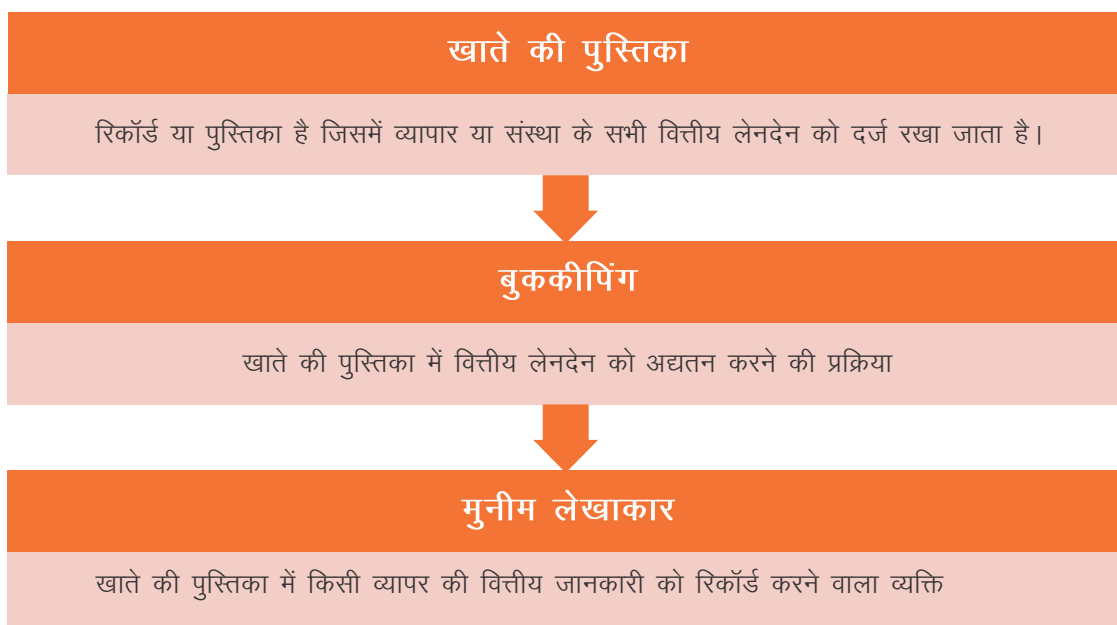 खाते की पुस्तिका
रिकॉर्ड या पुस्तिका है जिसमें व्यापार या संस्था के सभी वित्तीय लेनदेन को दर्ज रखा जाता है।
बुककीपिंग
खाते की पुस्तिका में वित्तीय लेनदेन को अद्यतन करने की प्रक्रिया
मुनीम लेखाकार
खाते की पुस्तिका में किसी व्यापर की वित्तीय जानकारी को रिकॉर्ड करने वाला व्यक्ति